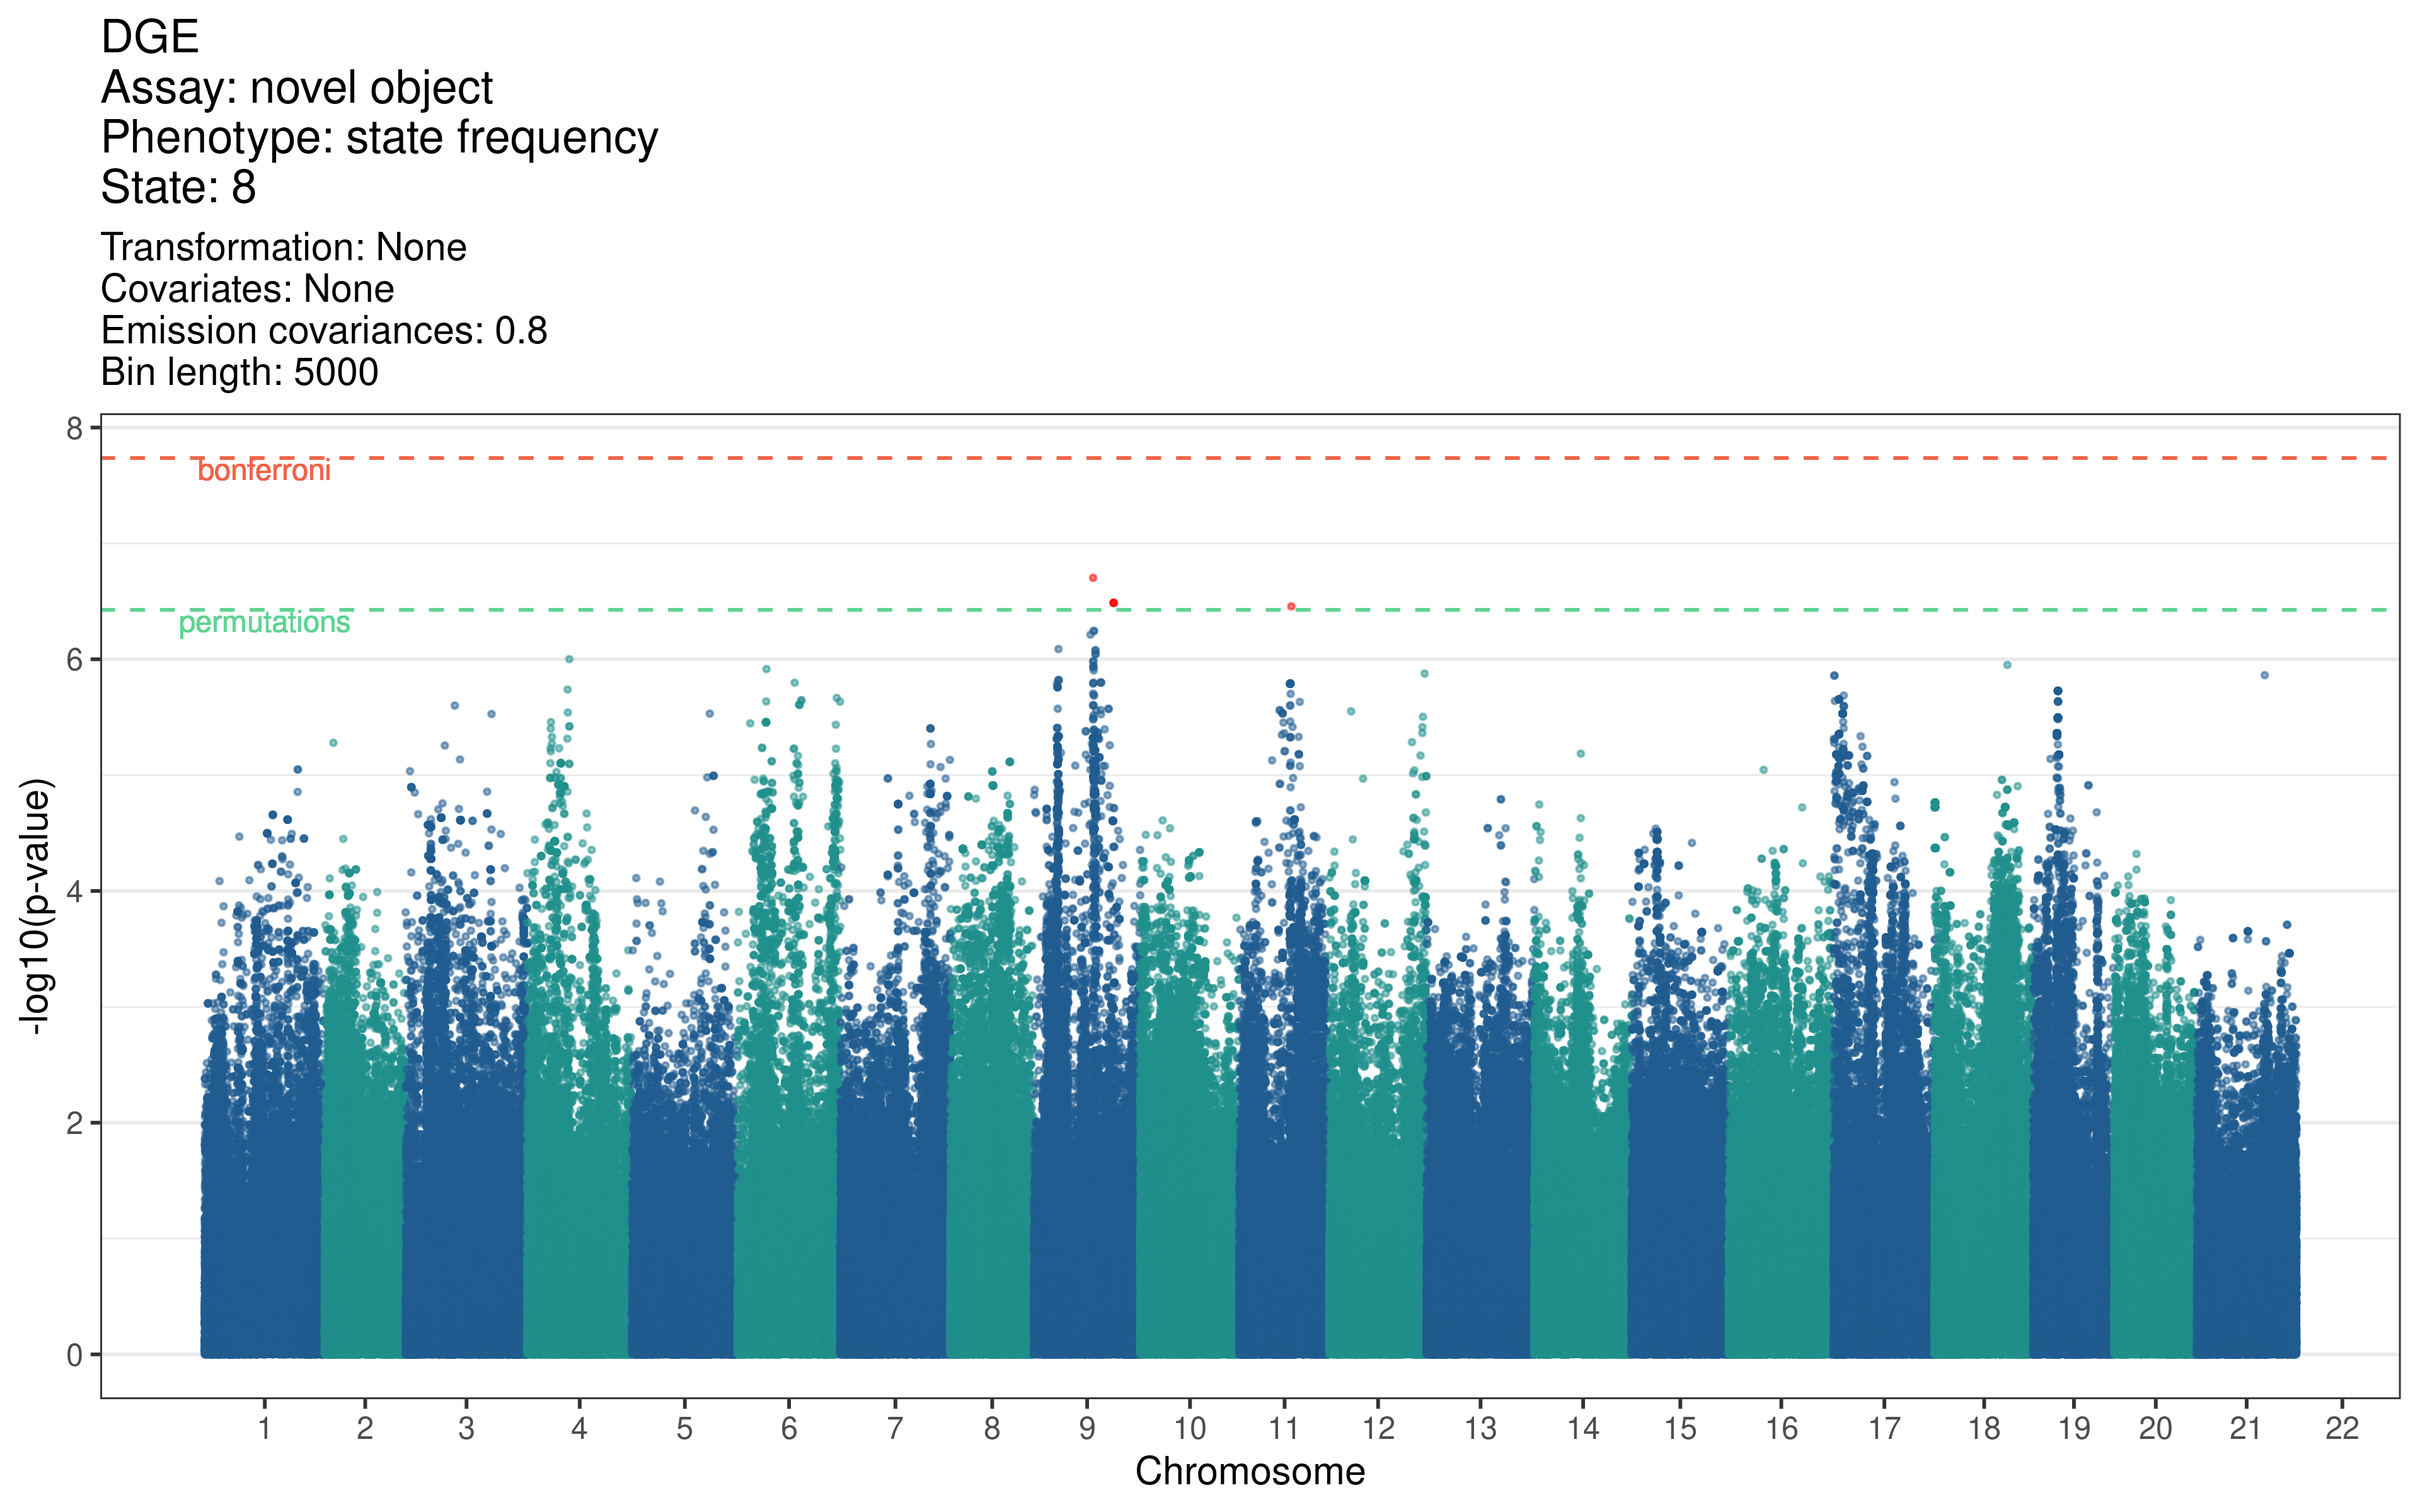 DGE
Assay: novel object
Phenotype: state frequency
State: 8
Transformation: None
Covariates: None
Emission covariances: 0.8
Bin length: 5000
8
bonferroni
permutations
6
4
2
0
-log10(p-value)
1 2 3 4 5 6 7 8 9 10 11 12 13 14 15 16 17 18 19 20 21 22
Chromosome